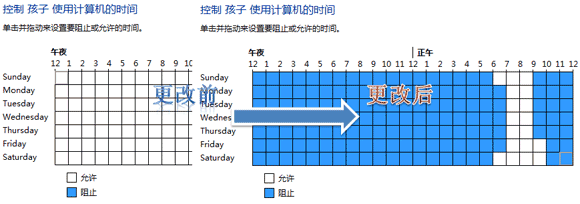 控制 孩子 使用计算机的时间
单击并拖动来设置要阻止或允许的时间。
午夜
12 1 2 3 4 5 6 7 8 9 10
Sunday
Monday
Tuesday
Wednesday
Thursday
Friday
Saturday
允许
阻止
更改前
控制 孩子 使用计算机的时间
单击并拖动来设置要阻止或允许的时间。
午夜 正午
12 1 2 3 4 5 6 7 8 9 10 11 12 1 2 3 4 5 6 7 8 9 10 11 12
Sunday
Monday
Tuesday
Wednes
Thursday
Friday
Saturday
允许
阻止
更改后